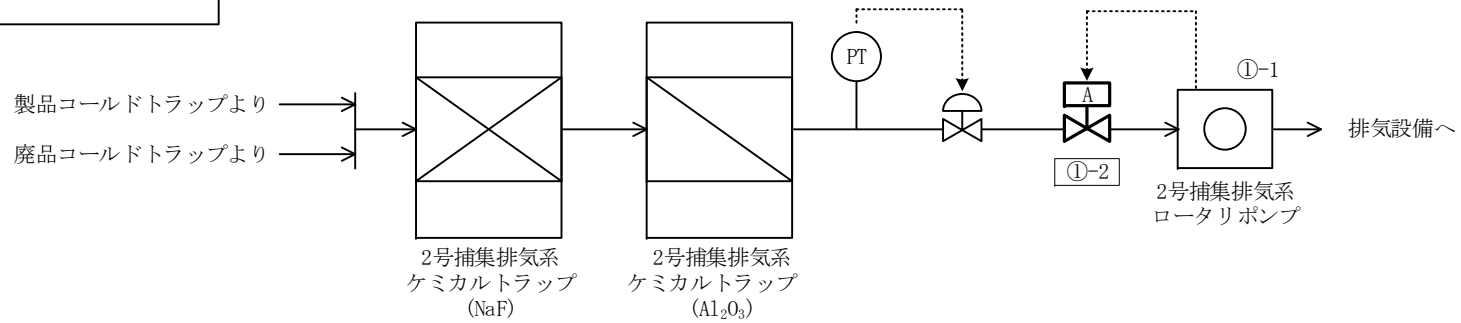 PT
①-1
A
製品コールドトラップより
排気設備へ
廃品コールドトラップより
①-2
2号捕集排気系
ロータリポンプ
2号捕集排気系
ケミカルトラップ
(NaF)
2号捕集排気系
ケミカルトラップ
(Al₂O₃)